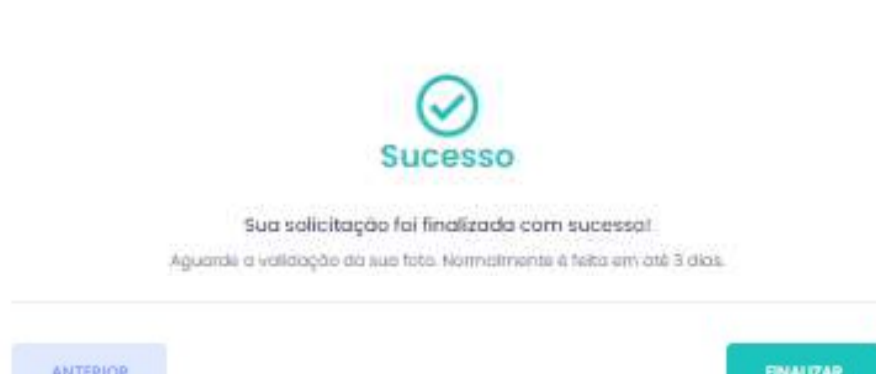 Sucesso
Sua solicitação foi finalizada com sucesso!
Aguarde a validação da sua foto. Normalmente é feita em até 3 dias.
ANTERIOR
FINALIZAR